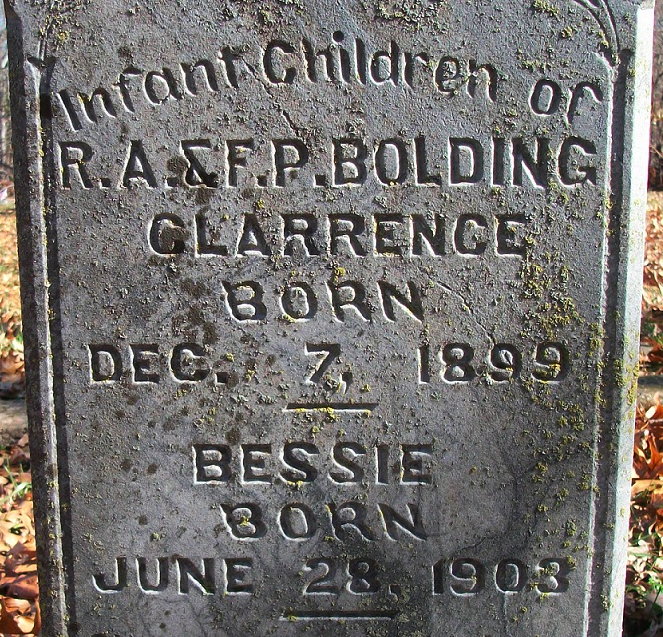 Infant Children of
R. A. & F. P. BOLDING
CLARRENCE
BORN
DEC. 7, 1899
BESSIE
BORN
JUNE 28, 1903